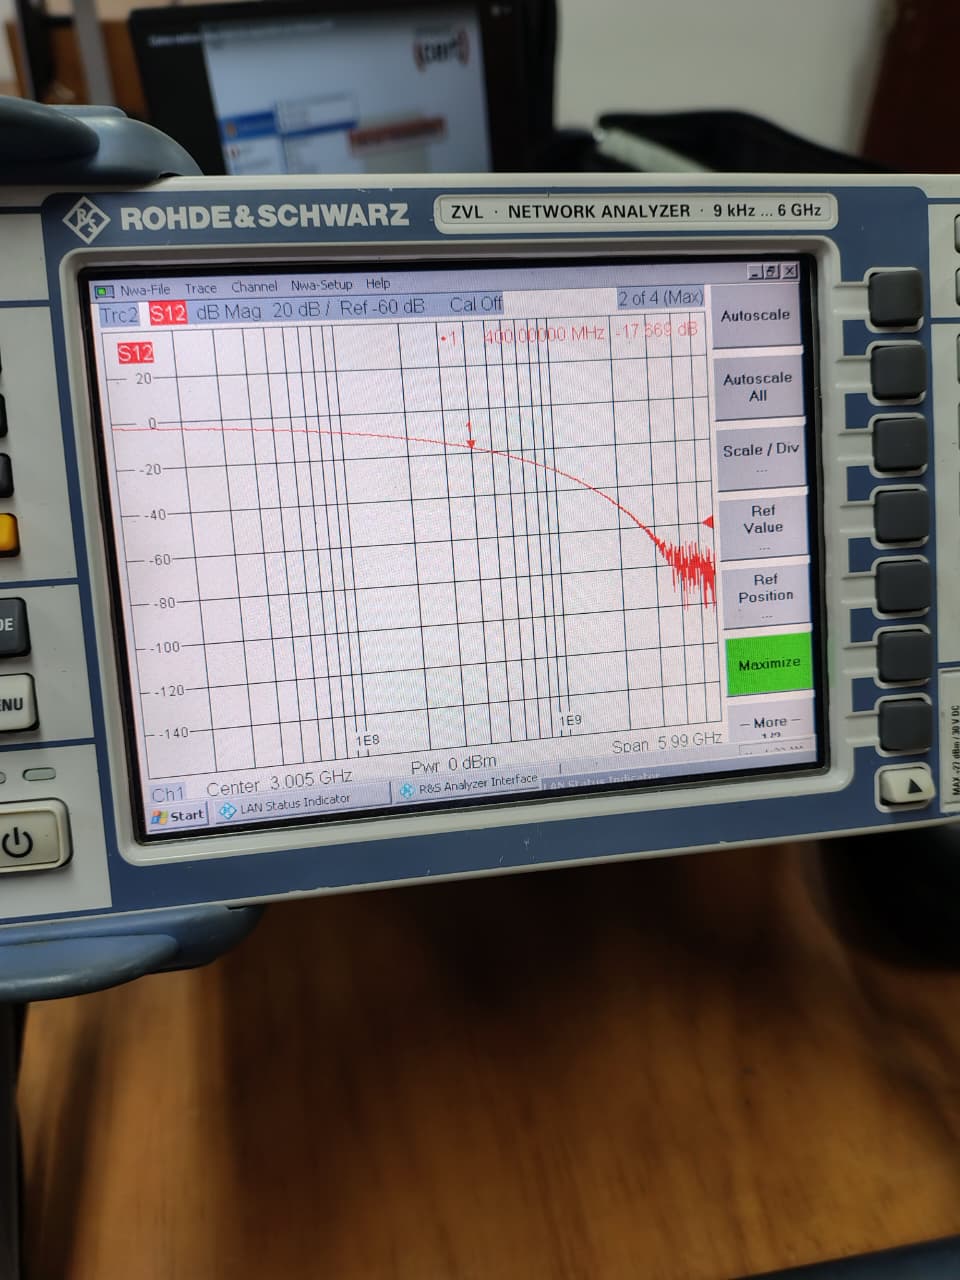 ROHDE&SCHWARZ
ZVL · NETWORK ANALYZER · 9 kHz ... 6 GHz
Nwa-File Trace Channel Nwa-Setup Help
Trc2 S12 dB Mag 20 dB / Ref -60 dB Cal Off 2 of 4 (Max)
•1 400.00000 MHz -17.669 dB
S12
20
0
-20
-40
-60
-80
-100
-120
-140
1
1E8
1E9
Ch1 Center 3.005 GHz Pwr 0 dBm Span 5.99 GHz
Autoscale
Autoscale
All
Scale / Div
...
Ref
Value
...
Ref
Position
...
Maximize
— More —
Start LAN Status Indicator R&S Analyzer Interface LAN Status Indicator
DE
ENU
MAX +27 dBm / 30 V DC